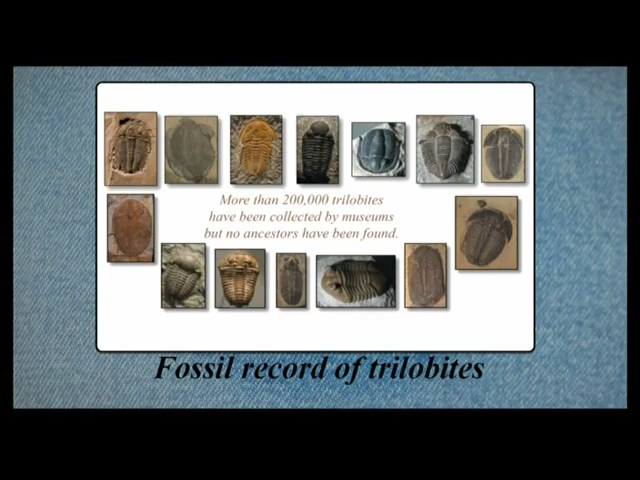 More than 200,000 trilobites
have been collected by museums
but no ancestors have been found.
Fossil record of trilobites